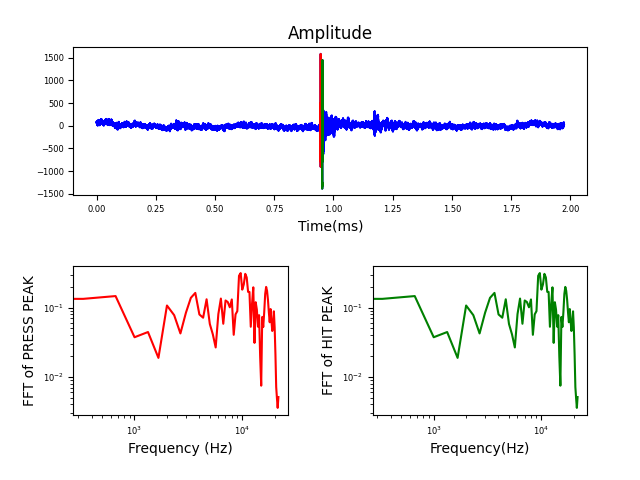 Amplitude
1500
1000
500
0
−500
−1000
−1500
0.00 0.25 0.50 0.75 1.00 1.25 1.50 1.75 2.00
Time(ms)
FFT of PRESS PEAK
10⁻¹
10⁻²
10³ 10⁴
Frequency (Hz)
FFT of HIT PEAK
10⁻¹
10⁻²
10³ 10⁴
Frequency(Hz)